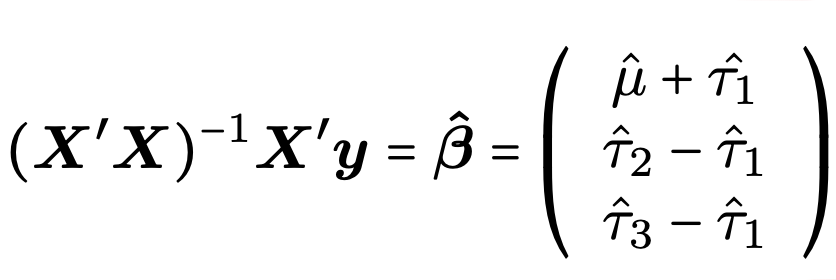 (X′X)⁻¹X′y = β̂ = ( μ̂ + τ̂₁
τ̂₂ − τ̂₁
τ̂₃ − τ̂₁ )